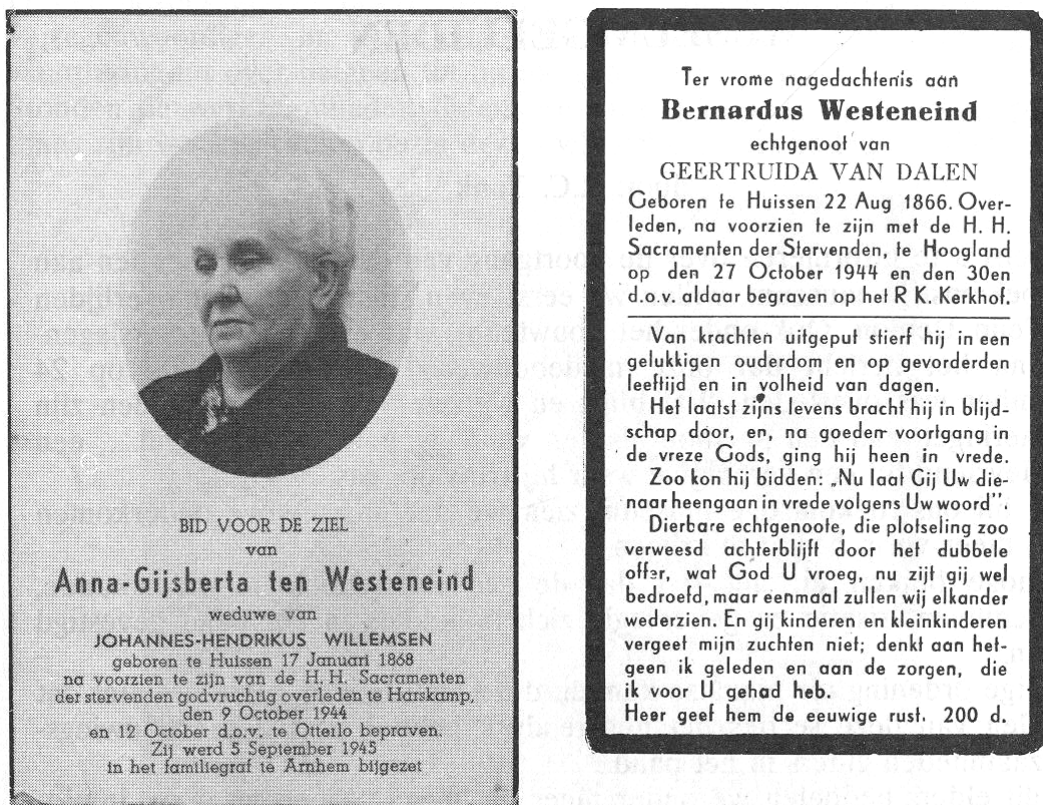 BID VOOR DE ZIEL
van
Anna-Gijsberta ten Westeneind
weduwe van
JOHANNES-HENDRIKUS WILLEMSEN
geboren te Huissen 17 Januari 1868
na voorzien te zijn van de H. H. Sacramenten
der stervenden godvruchtig overleden te Harskamp,
den 9 October 1944
en 12 October d.o.v. te Otterlo bepraven.
Zij werd 5 September 1945
in het familiegraf te Arnhem bijgezet
Ter vrome nagedachtenis aan
Bernardus Westeneind
echtgenoot van
GEERTRUIDA VAN DALEN
Geboren te Huissen 22 Aug 1866. Over-
leden, na voorzien te zijn met de H. H.
Sacramenten der Stervenden, te Hoogland
op den 27 October 1944 en den 30en
d.o.v. aldaar begraven op het R K. Kerkhof.
Van krachten uitgeput stierf hij in een
gelukkigen ouderdom en op gevorderden
leeftijd en in volheid van dagen.
Het laatst zijns levens bracht hij in blijd-
schap door, en, na goeden voortgang in
de vreze Gods, ging hij heen in vrede.
Zoo kon hij bidden: „Nu laat Gij Uw die-
naar heengaan in vrede volgens Uw woord".
Dierbare echtgenoote, die plotseling zoo
verweesd achterblijft door het dubbele
offer, wat God U vroeg, nu zijt gij wel
bedroefd, maar eenmaal zullen wij elkander
wederzien. En gij kinderen en kleinkinderen
vergeet mijn zuchten niet; denkt aan het-
geen ik geleden en aan de zorgen, die
ik voor U gehad heb.
Heer geef hem de eeuwige rust. 200 d.